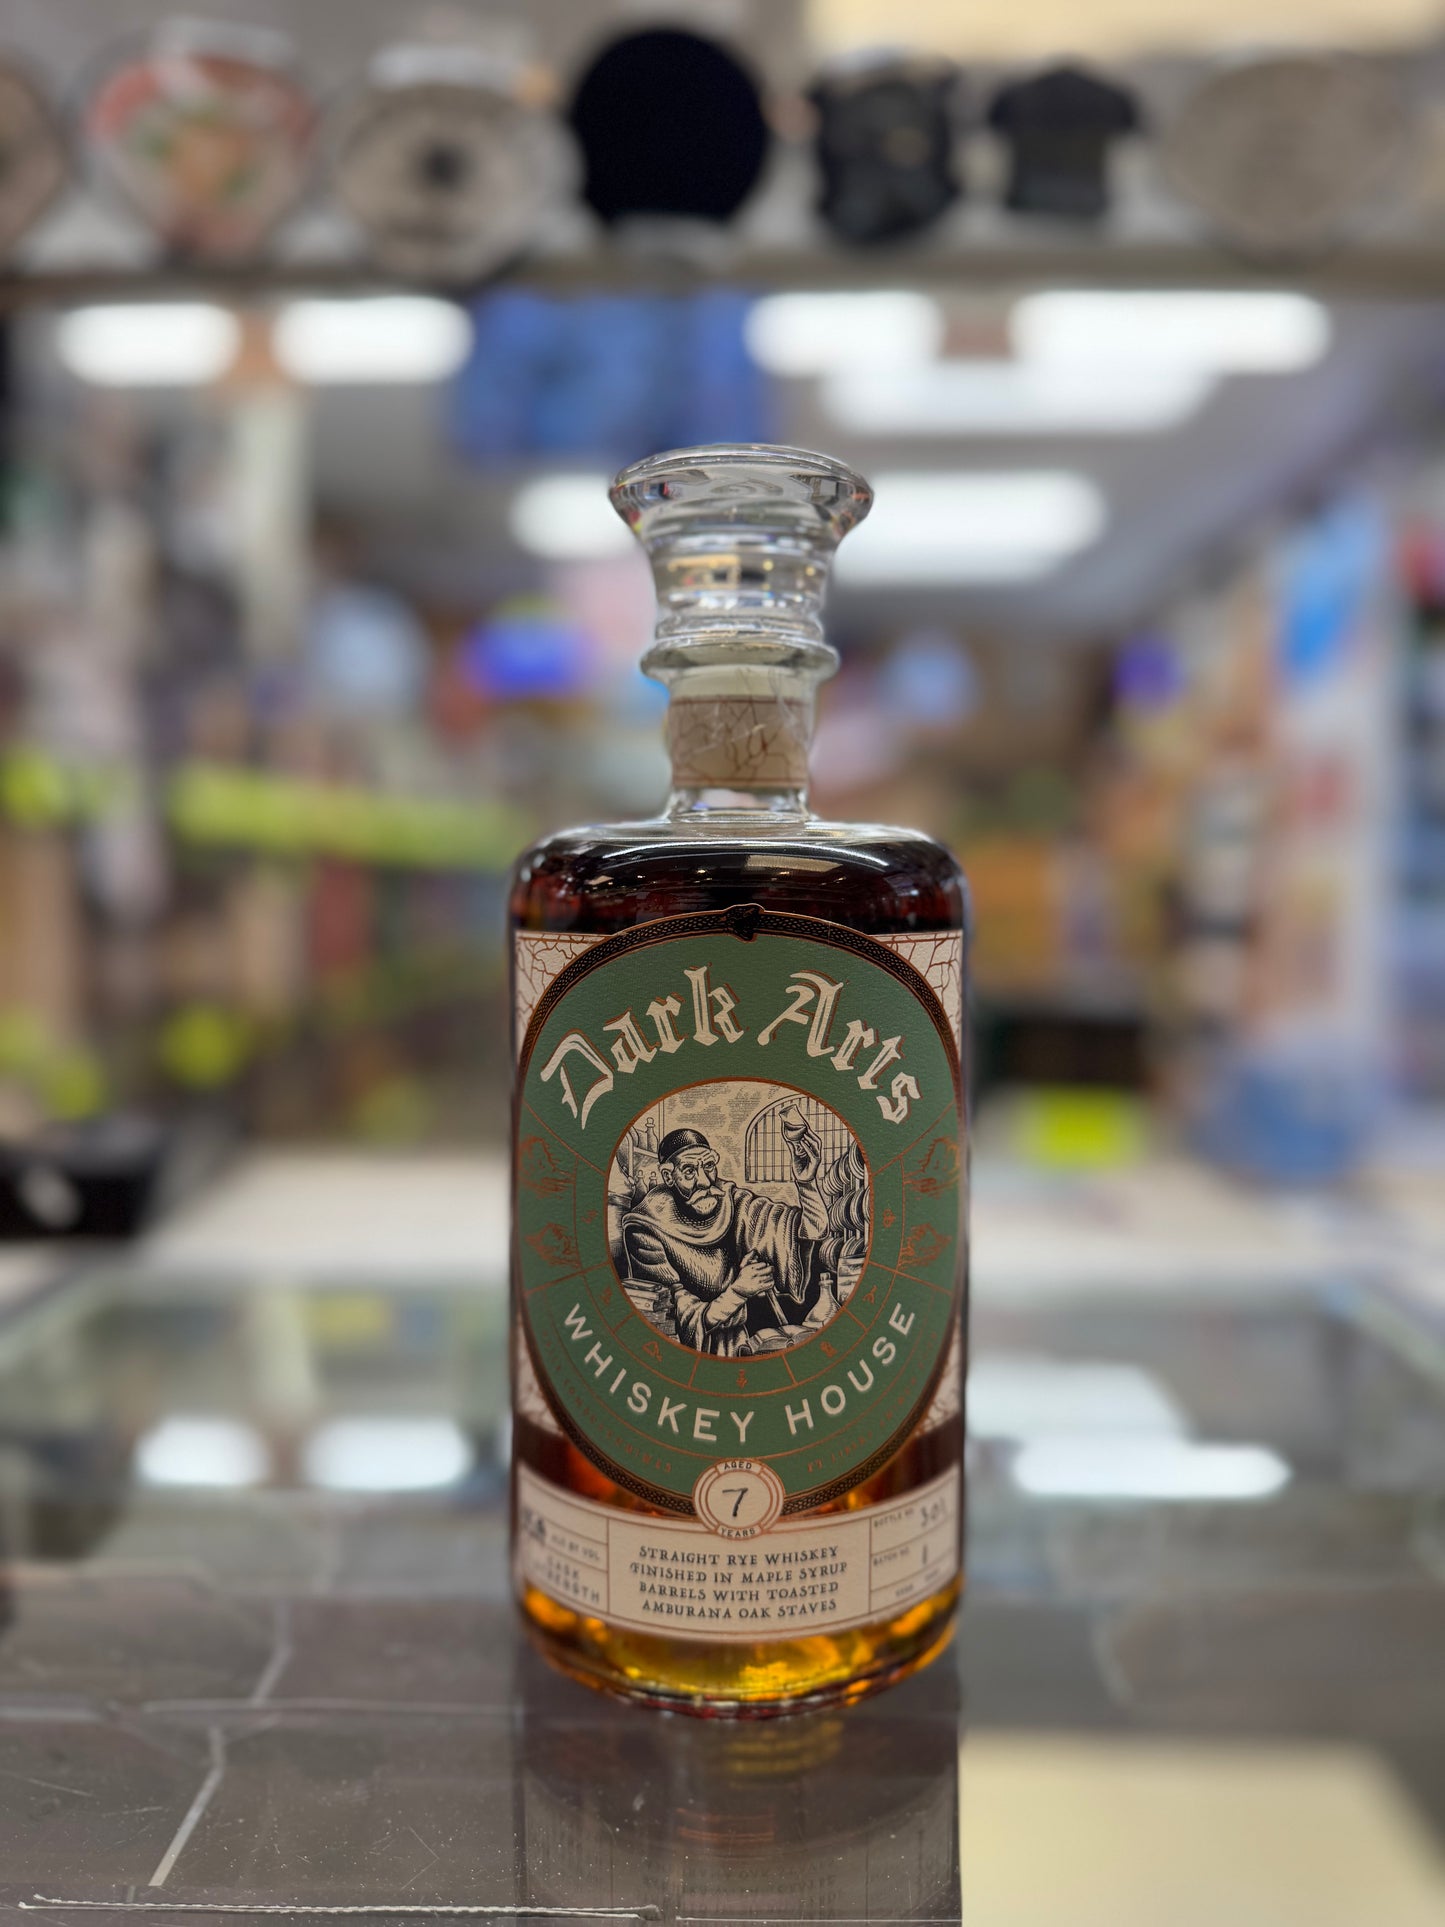 Dark Arts
WHISKEY HOUSE
AGED
7
YEARS
ALC BY VOL
CASK
STRENGTH
STRAIGHT RYE WHISKEY
FINISHED IN MAPLE SYRUP
BARRELS WITH TOASTED
AMBURANA OAK STAVES
BOTTLE NO. 301
BATCH NO. 1